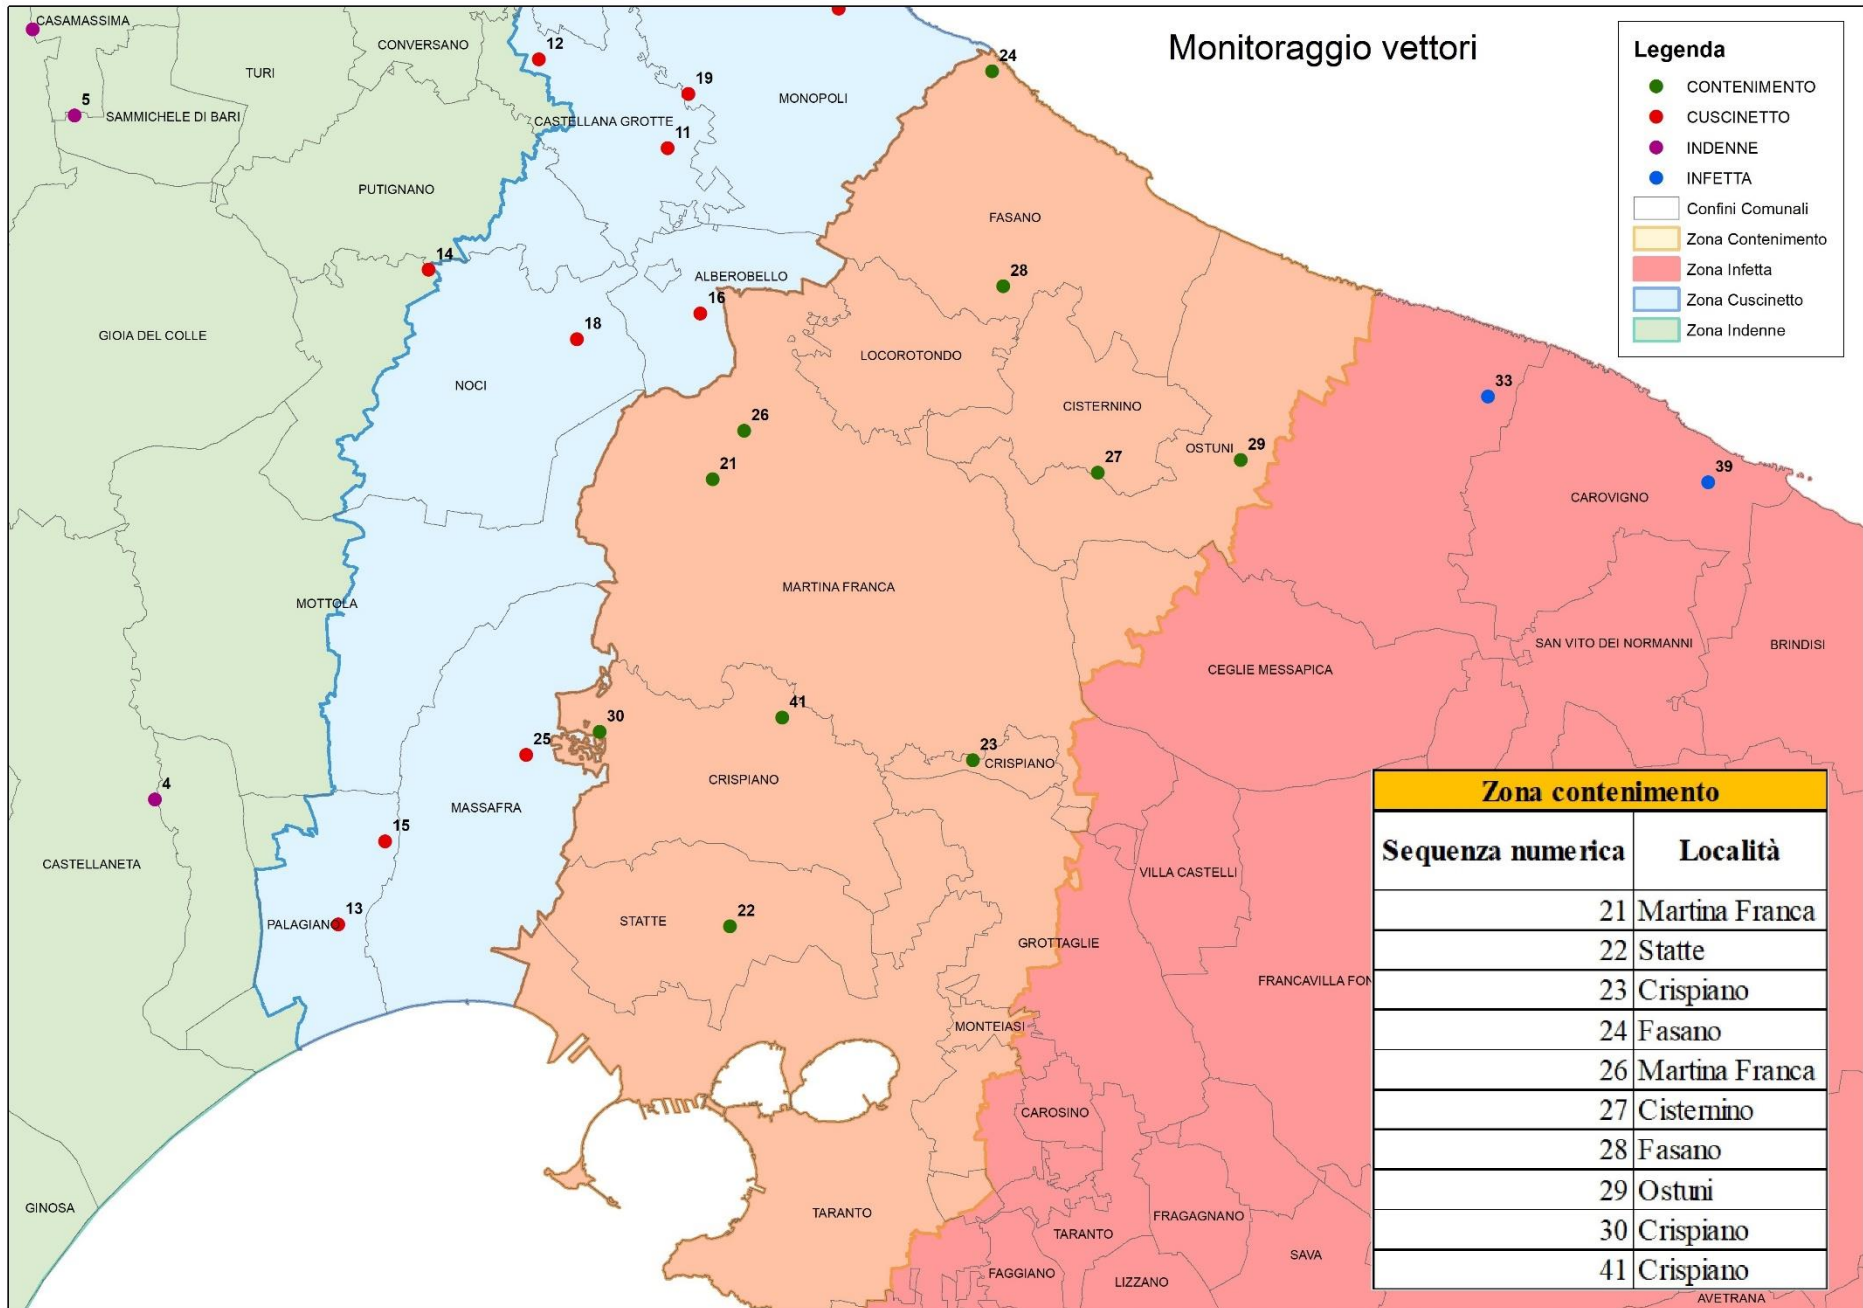 Monitoraggio vettori
Legenda
CONTENIMENTO
CUSCINETTO
INDENNE
INFETTA
Confini Comunali
Zona Contenimento
Zona Infetta
Zona Cuscinetto
Zona Indenne
CASAMASSIMA
CONVERSANO
12
24
TURI
5
19
MONOPOLI
SAMMICHELE DI BARI
CASTELLANA GROTTE
11
PUTIGNANO
FASANO
14
ALBEROBELLO
28
16
GIOIA DEL COLLE
18
LOCOROTONDO
NOCI
33
CISTERNINO
26
OSTUNI
29
21
27
39
CAROVIGNO
MARTINA FRANCA
MOTTOLA
SAN VITO DEI NORMANNI
BRINDISI
CEGLIE MESSAPICA
41
30
25
23
CRISPIANO
CRISPIANO
4
MASSAFRA
15
CASTELLANETA
VILLA CASTELLI
13
PALAGIANO
STATTE
22
GROTTAGLIE
FRANCAVILLA FON
MONTEIASI
CAROSINO
GINOSA
TARANTO
FRAGAGNANO
TARANTO
SAVA
FAGGIANO
LIZZANO
AVETRANA
Zona contenimento
Sequenza numerica Località
21 Martina Franca
22 Statte
23 Crispiano
24 Fasano
26 Martina Franca
27 Cisternino
28 Fasano
29 Ostuni
30 Crispiano
41 Crispiano